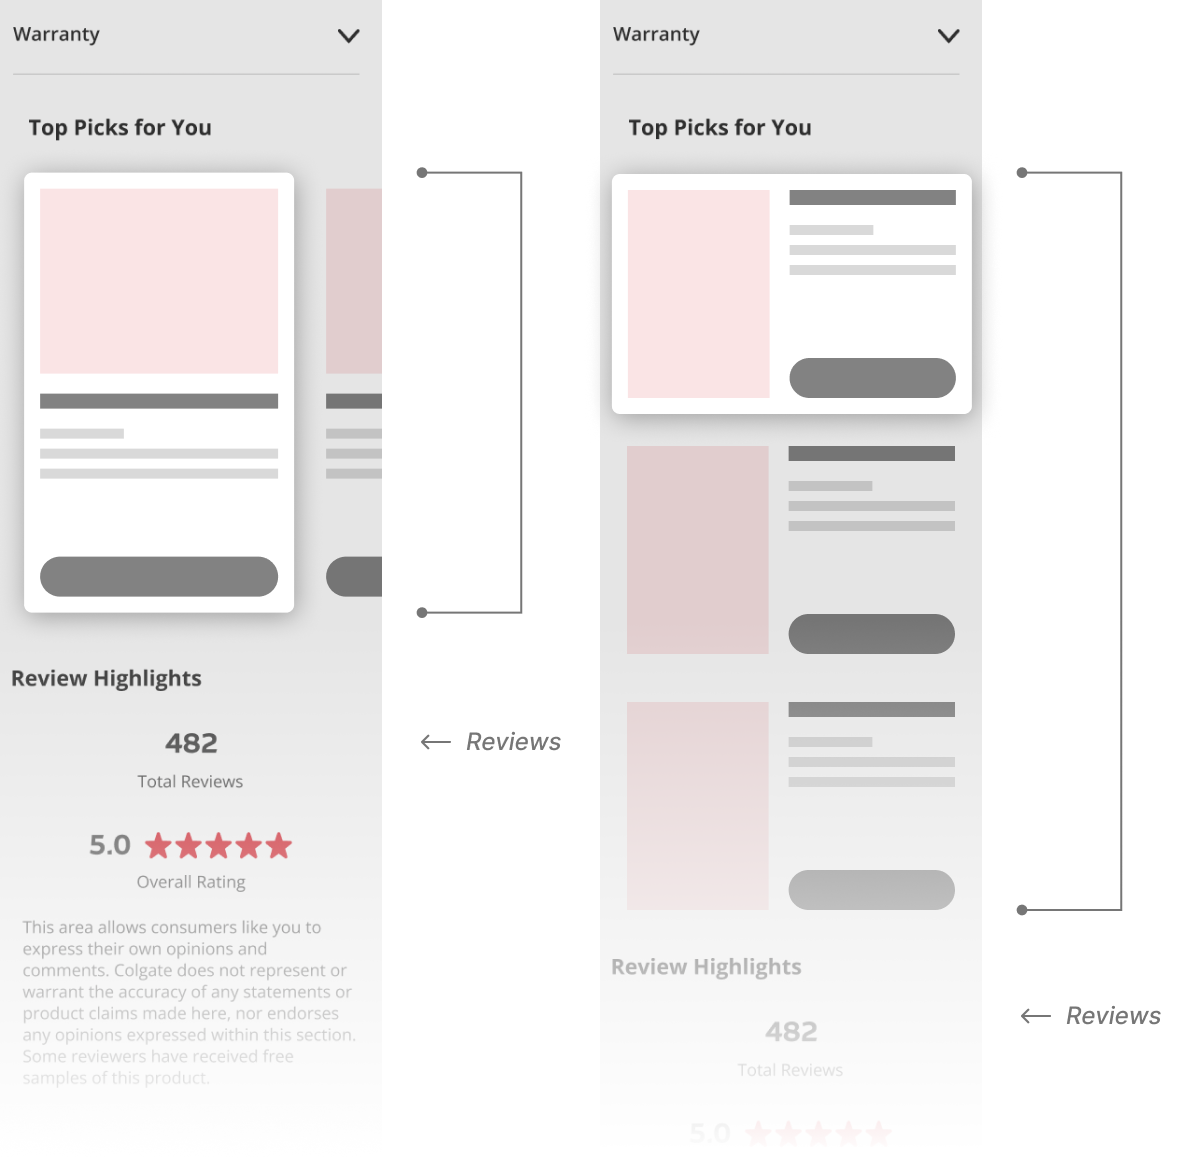 Warranty
Top Picks for You
Review Highlights
482
Total Reviews
5.0
Overall Rating
This area allows consumers like you to
express their own opinions and
comments. Colgate does not represent or
warrant the accuracy of any statements or
product claims made here, nor endorses
any opinions expressed within this section.
Some reviewers have received free
samples of this product.
← Reviews
Warranty
Top Picks for You
Review Highlights
482
Total Reviews
5.0
← Reviews